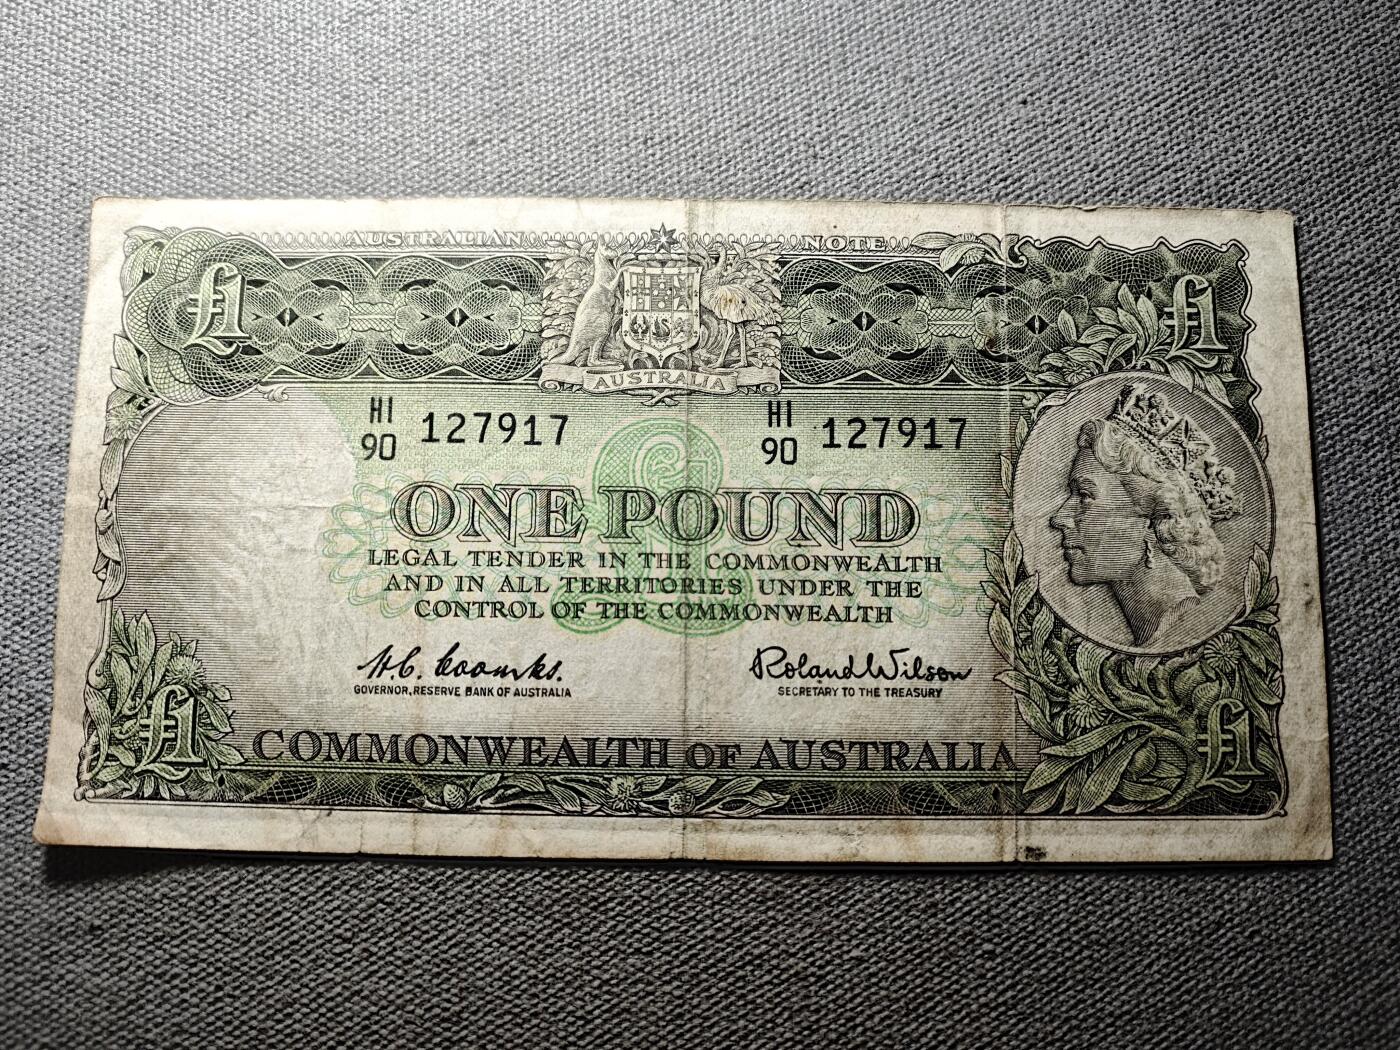 AUSTRALIAN NOTE
£1 £1
AUSTRALIA
HI 90 127917 HI 90 127917
ONE POUND
LEGAL TENDER IN THE COMMONWEALTH
AND IN ALL TERRITORIES UNDER THE
CONTROL OF THE COMMONWEALTH
H.C. Coombs. Roland Wilson
GOVERNOR, RESERVE BANK OF AUSTRALIA SECRETARY TO THE TREASURY
£1 £1
COMMONWEALTH OF AUSTRALIA